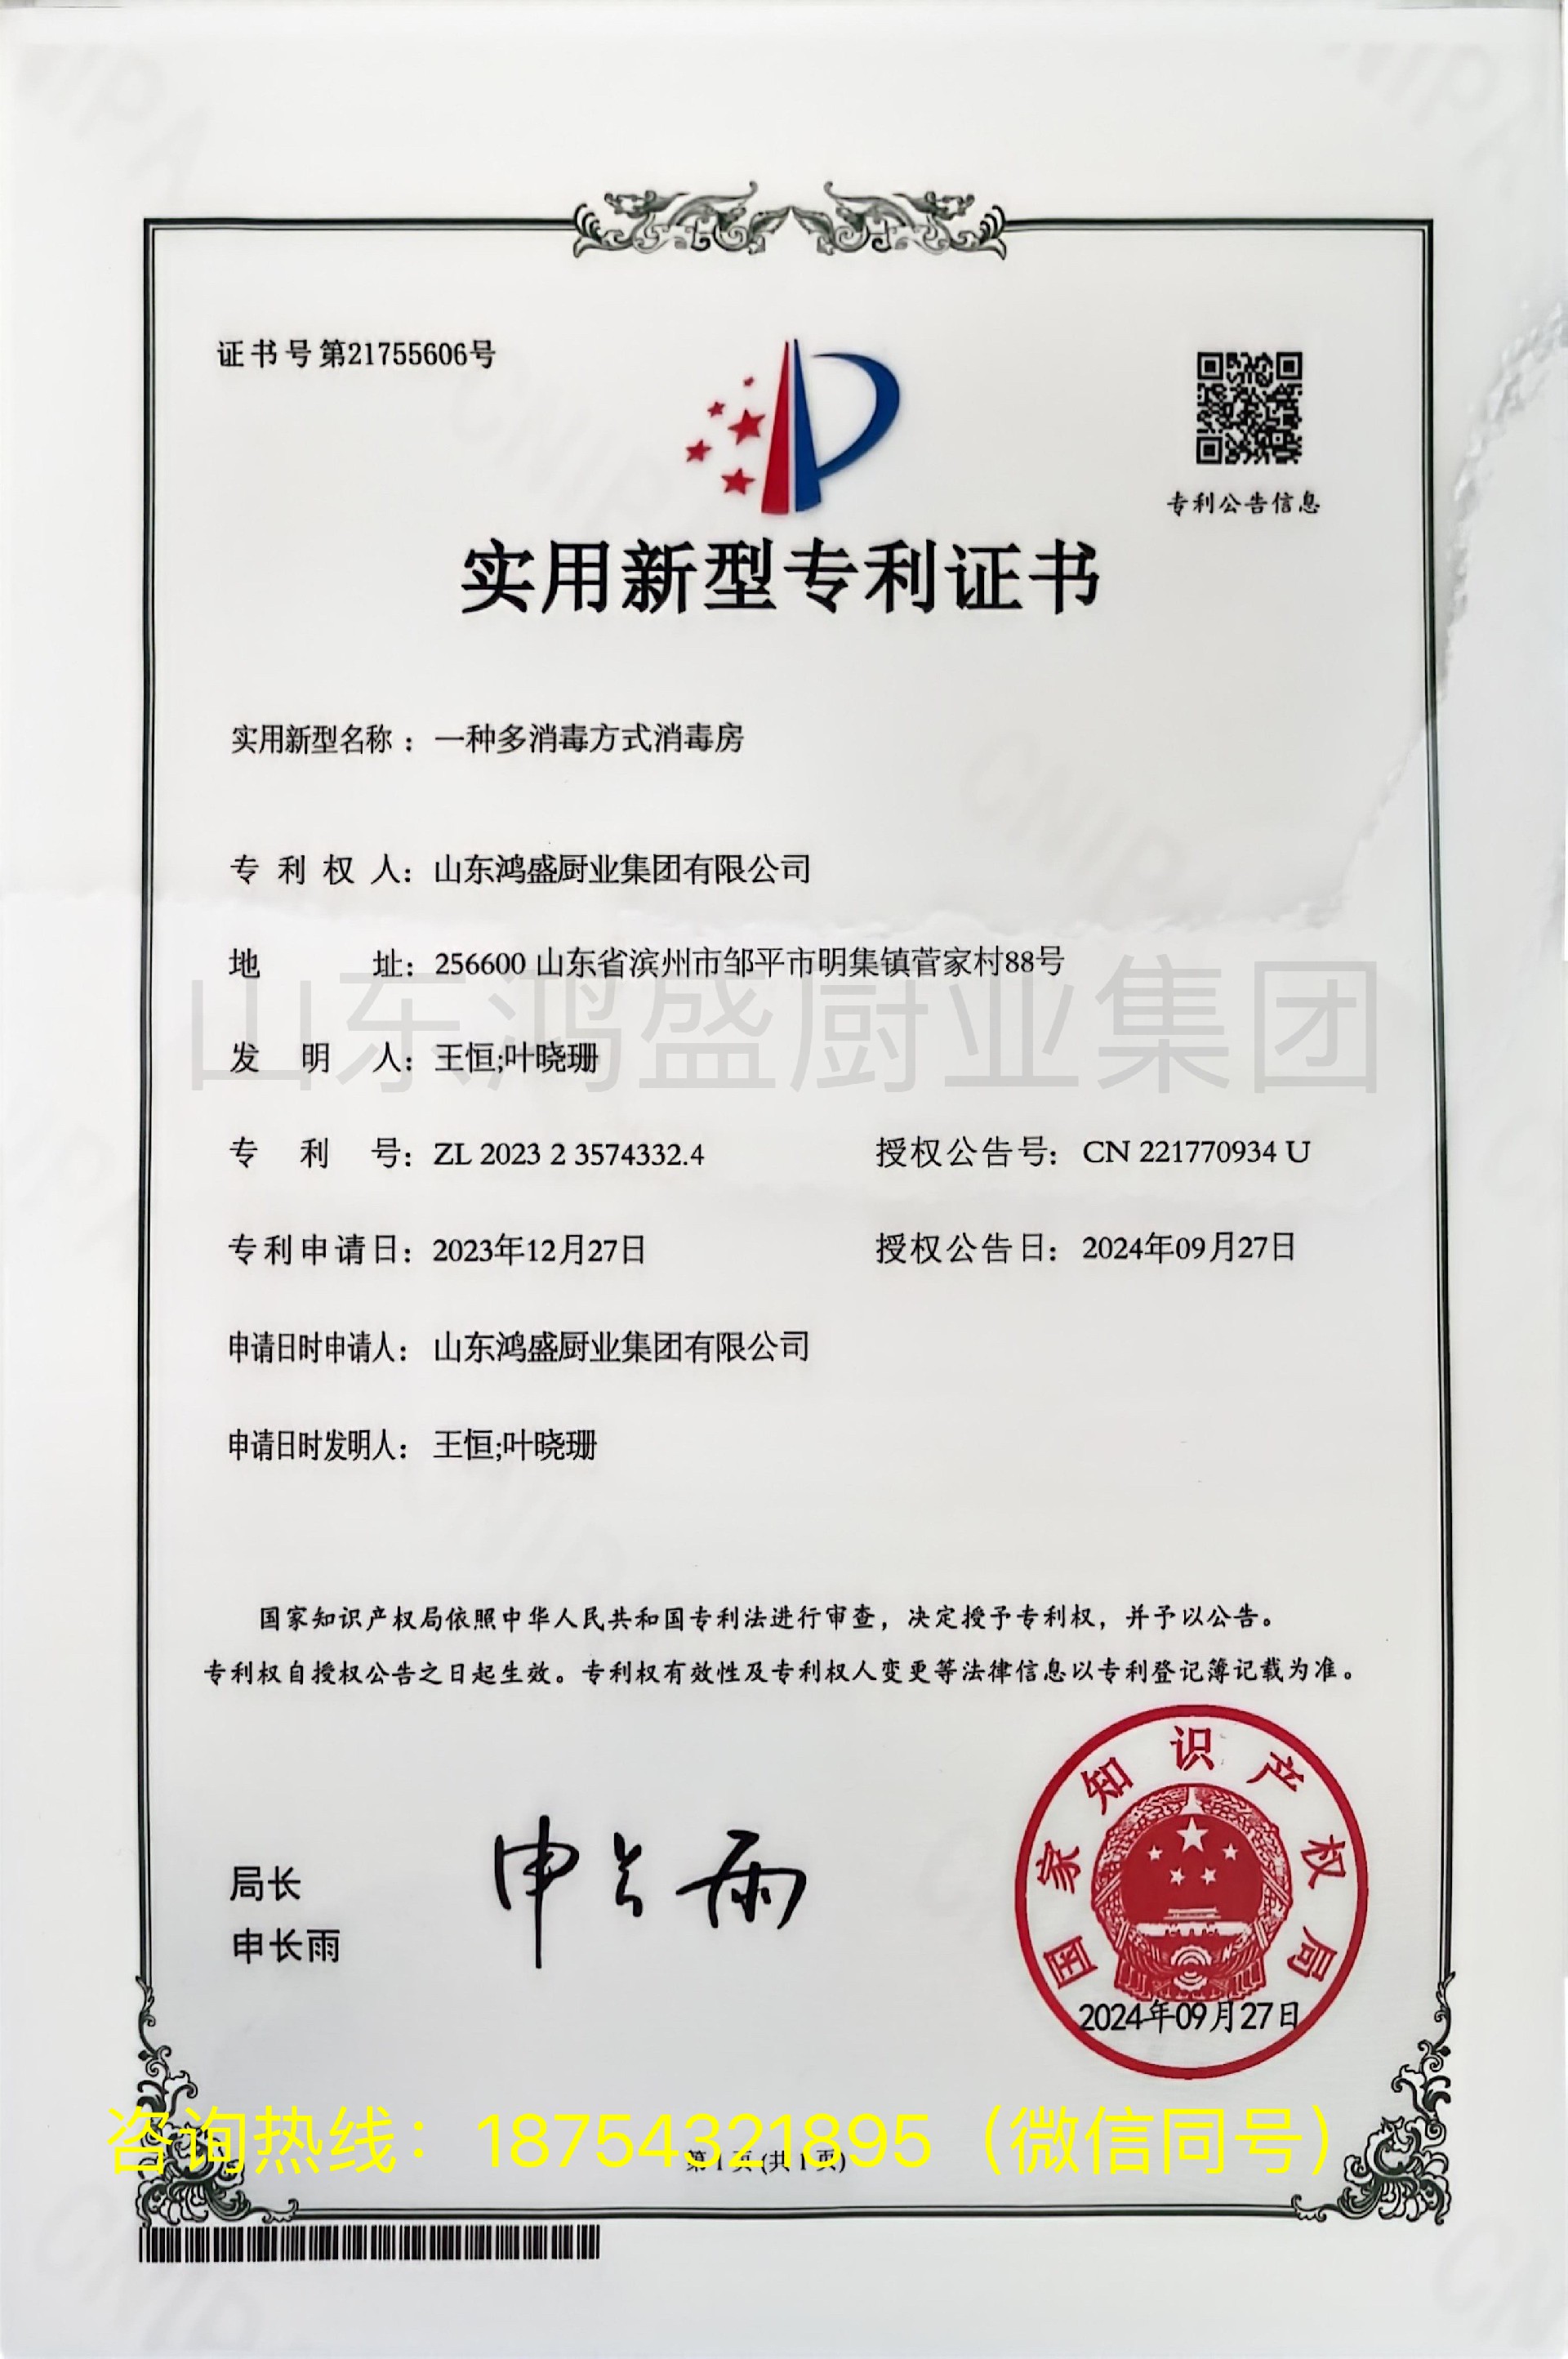 证书号第21755606号
专利公告信息
实用新型专利证书
实用新型名称：一种多消毒方式消毒房
专利权人：山东鸿盛厨业集团有限公司
地址：256600 山东省滨州市邹平市明集镇菅家村88号
山东鸿盛厨业集团
发明人：王恒;叶晓珊
专利号：ZL 2023 2 3574332.4 授权公告号：CN 221770934 U
专利申请日：2023年12月27日 授权公告日：2024年09月27日
申请日时申请人：山东鸿盛厨业集团有限公司
申请日时发明人：王恒;叶晓珊
国家知识产权局依照中华人民共和国专利法进行审查，决定授予专利权，并予以公告。
专利权自授权公告之日起生效。专利权有效性及专利权人变更等法律信息以专利登记簿记载为准。
国家知识产权局
局长
申长雨
申长雨
2024年09月27日
咨询热线：18754321895（微信同号）
第 1 页 (共 1 页)
CNIPA